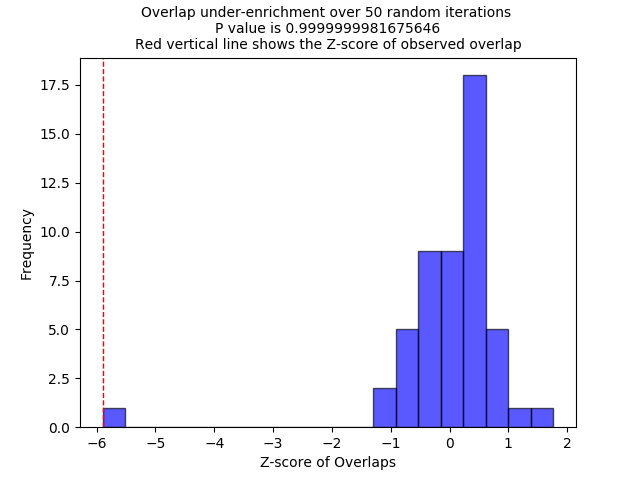 Overlap under-enrichment over 50 random iterations
P value is 0.9999999981675646
Red vertical line shows the Z-score of observed overlap
17.5
15.0
12.5
10.0
7.5
5.0
2.5
0.0
Frequency
−6 −5 −4 −3 −2 −1 0 1 2
Z-score of Overlaps